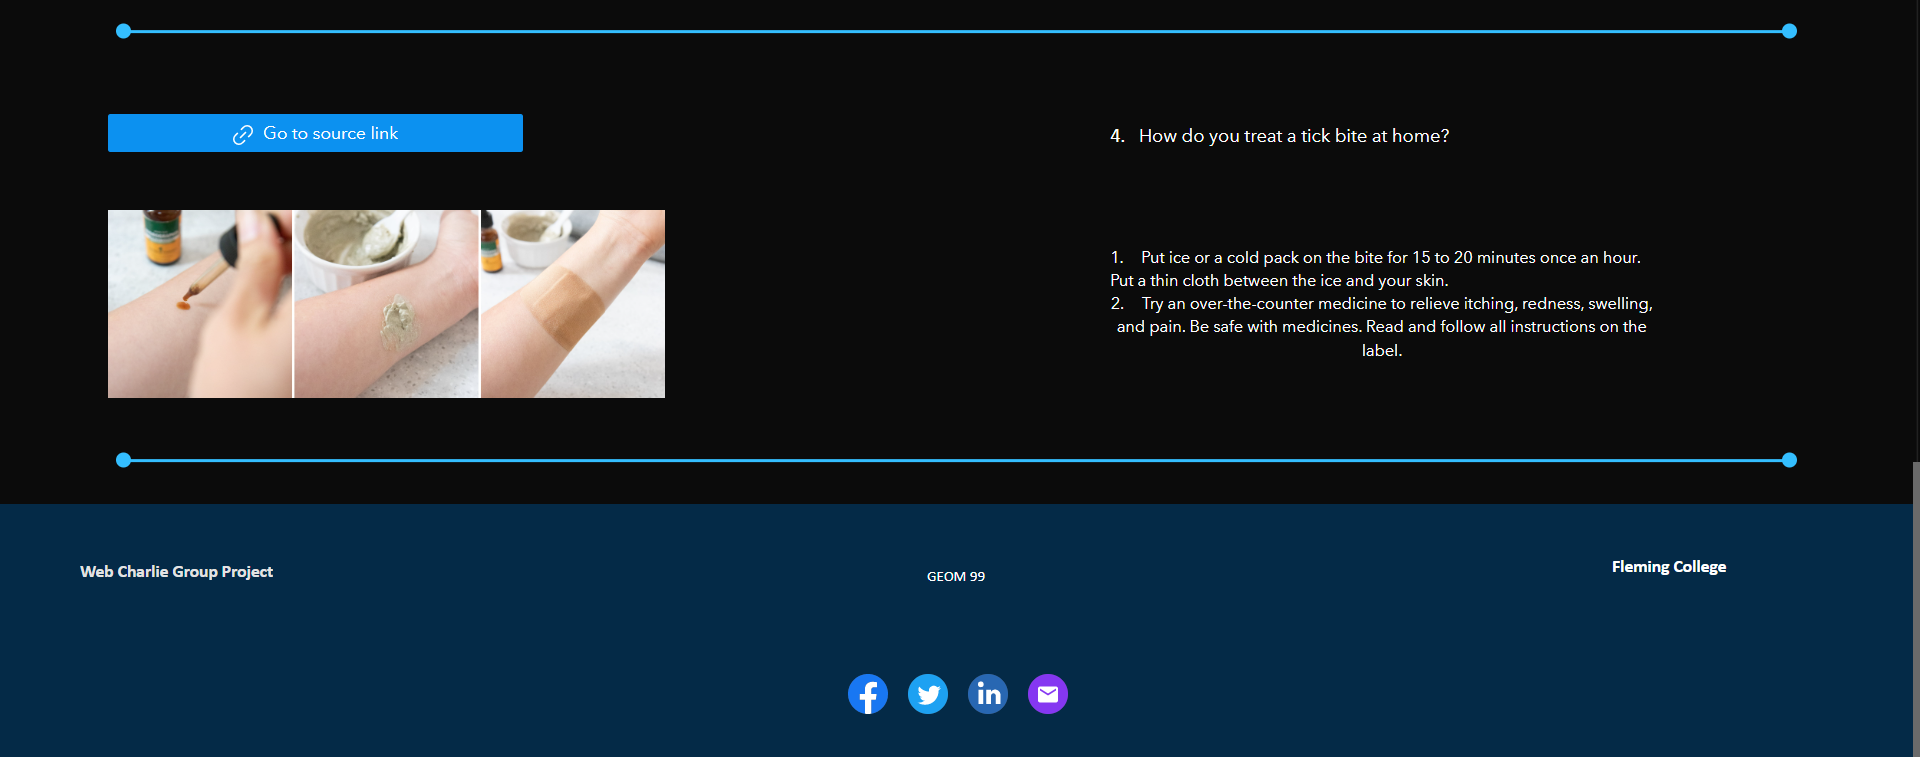 Go to source link
4. How do you treat a tick bite at home?
1. Put ice or a cold pack on the bite for 15 to 20 minutes once an hour.
Put a thin cloth between the ice and your skin.
2. Try an over-the-counter medicine to relieve itching, redness, swelling,
and pain. Be safe with medicines. Read and follow all instructions on the
label.
Web Charlie Group Project
GEOM 99
Fleming College